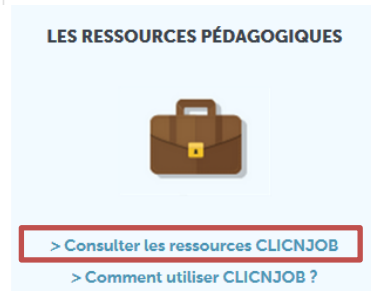 LES RESSOURCES PÉDAGOGIQUES
> Consulter les ressources CLICNJOB
> Comment utiliser CLICNJOB ?